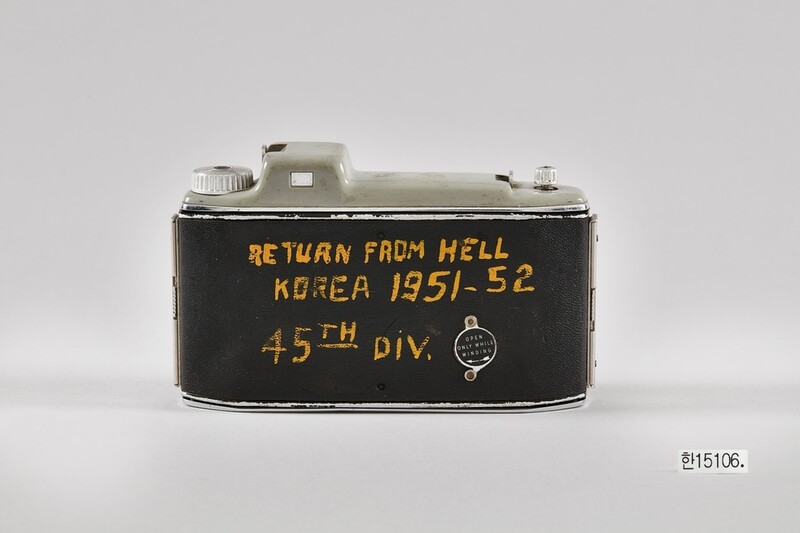 RETURN FROM HELL
KOREA 1951-52
45TH DIV.
OPEN
ONLY WHILE
WINDING
한15106.